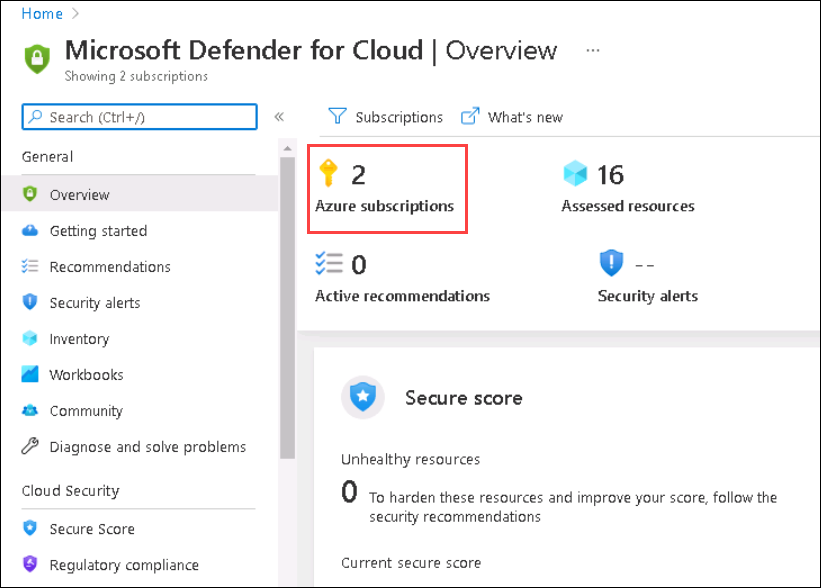 Home >
Microsoft Defender for Cloud | Overview ...
Showing 2 subscriptions
Search (Ctrl+/)
«
Subscriptions
What's new
General
Overview
Getting started
Recommendations
Security alerts
Inventory
Workbooks
Community
Diagnose and solve problems
Cloud Security
Secure Score
Regulatory compliance
2
Azure subscriptions
16
Assessed resources
0
Active recommendations
--
Security alerts
Secure score
Unhealthy resources
0 To harden these resources and improve your score, follow the
security recommendations
Current secure score